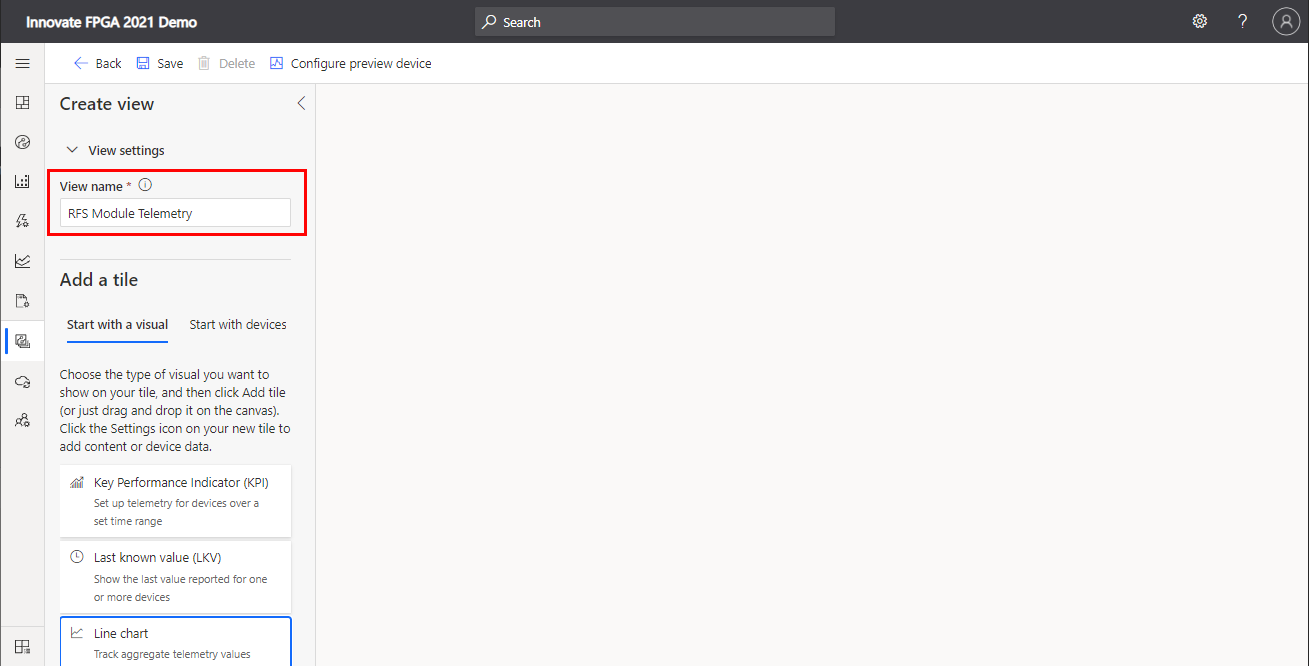 Innovate FPGA 2021 Demo
Search
?
Back
Save
Delete
Configure preview device
Create view
View settings
View name *
RFS Module Telemetry
Add a tile
Start with a visual
Start with devices
Choose the type of visual you want to
show on your tile, and then click Add tile
(or just drag and drop it on the canvas).
Click the Settings icon on your new tile to
add content or device data.
Key Performance Indicator (KPI)
Set up telemetry for devices over a
set time range
Last known value (LKV)
Show the last value reported for one
or more devices
Line chart
Track aggregate telemetry values